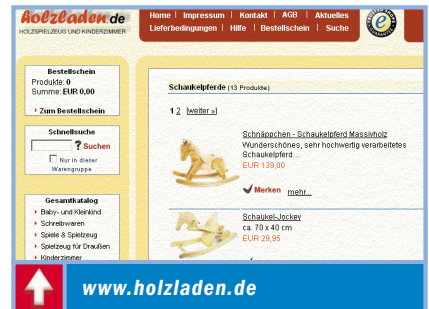 holzladen.de
HOLZSPIELZEUG UND KINDERZIMMER
Home | Impressum | Kontakt | AGB | Aktuelles
Lieferbedingungen | Hilfe | Bestellschein | Suche
Bestellschein
Produkte: 0
Summe: EUR 0,00
Zum Bestellschein
Schnellsuche
? Suchen
Nur in dieser
Warengruppe
Gesamtkatalog
Baby- und Kleinkind
Schreibwaren
Spiele & Spielzeug
Spielzeug für Draußen
Kinderzimmer
Schaukelpferde (13 Produkte)
1 2 [weiter »]
Schnäppchen - Schaukelpferd Massivholz
Wunderschönes, sehr hochwertig verarbeitetes
Schaukelpferd...
EUR 139,00
Merken mehr...
Schaukel-Jockey
ca. 70 x 40 cm
EUR 29,95
www.holzladen.de